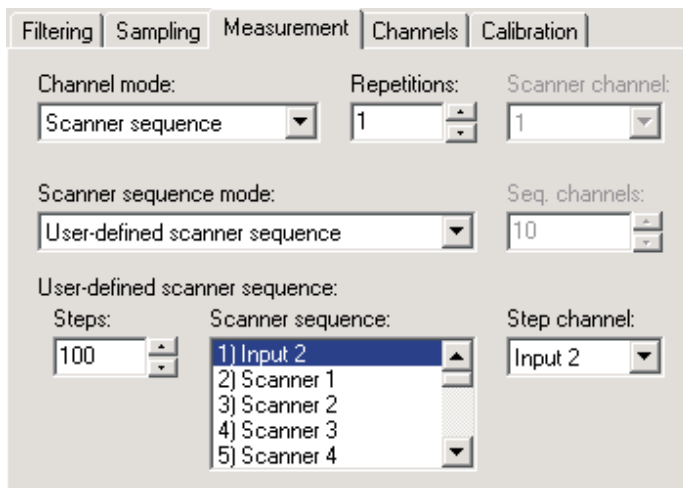 Filtering Sampling Measurement Channels Calibration
Channel mode: Repetitions: Scanner channel:
Scanner sequence 1 1
Scanner sequence mode: Seq. channels:
User-defined scanner sequence 10
User-defined scanner sequence:
Steps: Scanner sequence: Step channel:
100 1) Input 2 Input 2
2) Scanner 1
3) Scanner 2
4) Scanner 3
5) Scanner 4